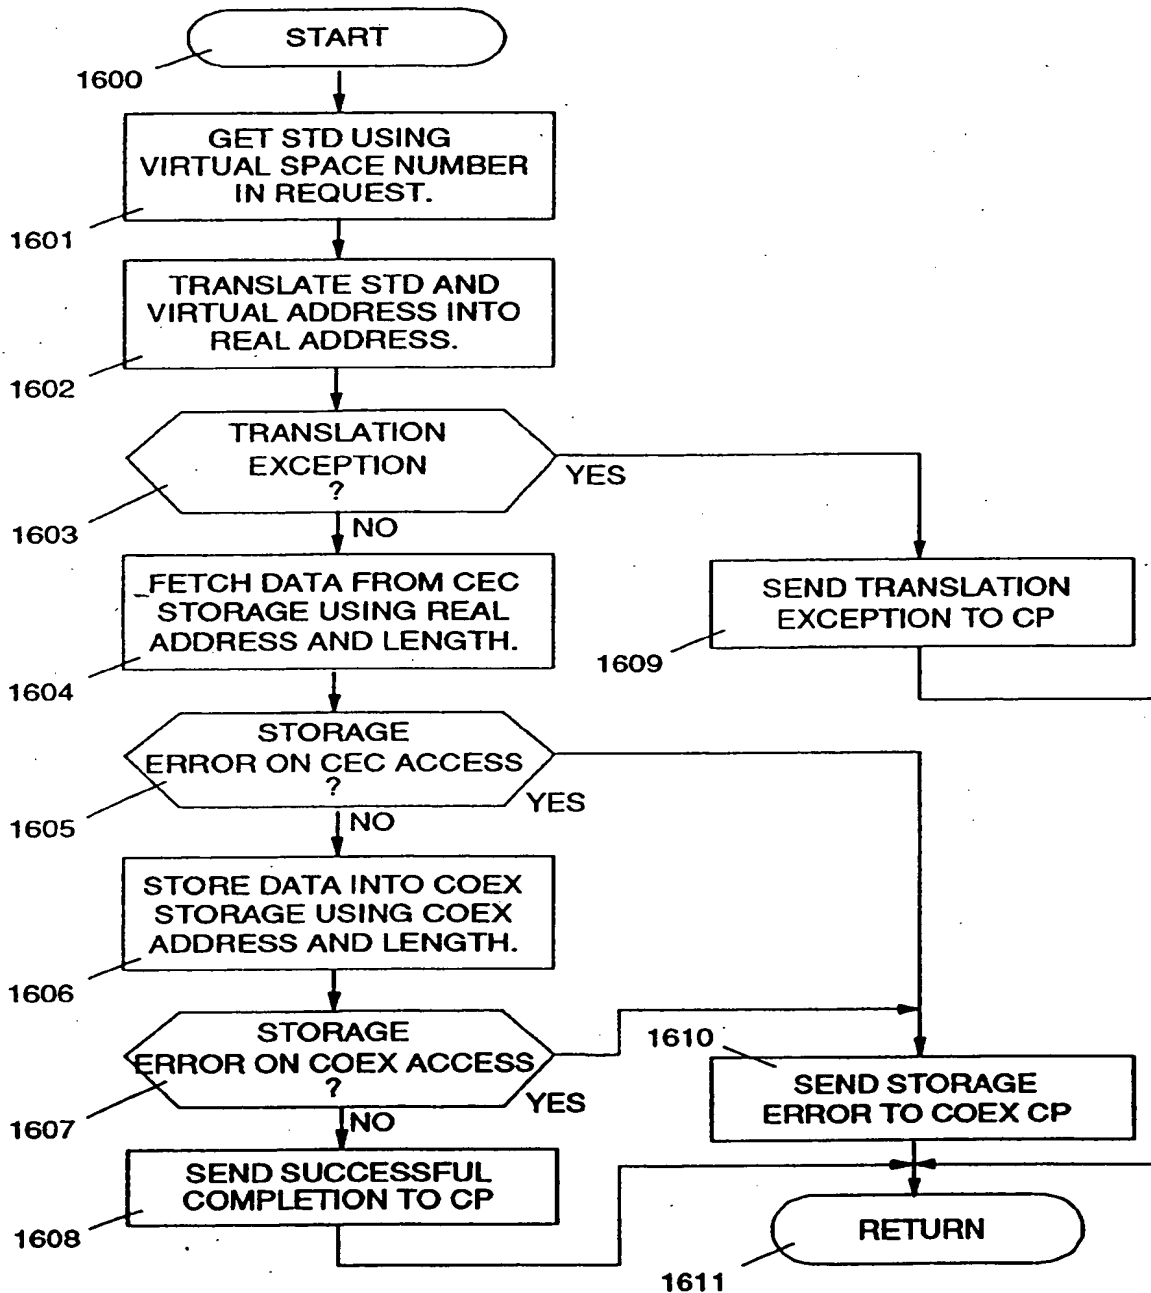 START
1600
GET STD USING
VIRTUAL SPACE NUMBER
IN REQUEST.
1601
TRANSLATE STD AND
VIRTUAL ADDRESS INTO
REAL ADDRESS.
1602
TRANSLATION
EXCEPTION
?
YES
1603
NO
FETCH DATA FROM CEC
STORAGE USING REAL
ADDRESS AND LENGTH.
1604
SEND TRANSLATION
EXCEPTION TO CP
1609
STORAGE
ERROR ON CEC ACCESS
?
YES
1605
NO
STORE DATA INTO COEX
STORAGE USING COEX
ADDRESS AND LENGTH.
1606
STORAGE
ERROR ON COEX ACCESS
?
YES
1607
NO
1610
SEND STORAGE
ERROR TO COEX CP
SEND SUCCESSFUL
COMPLETION TO CP
1608
RETURN
1611